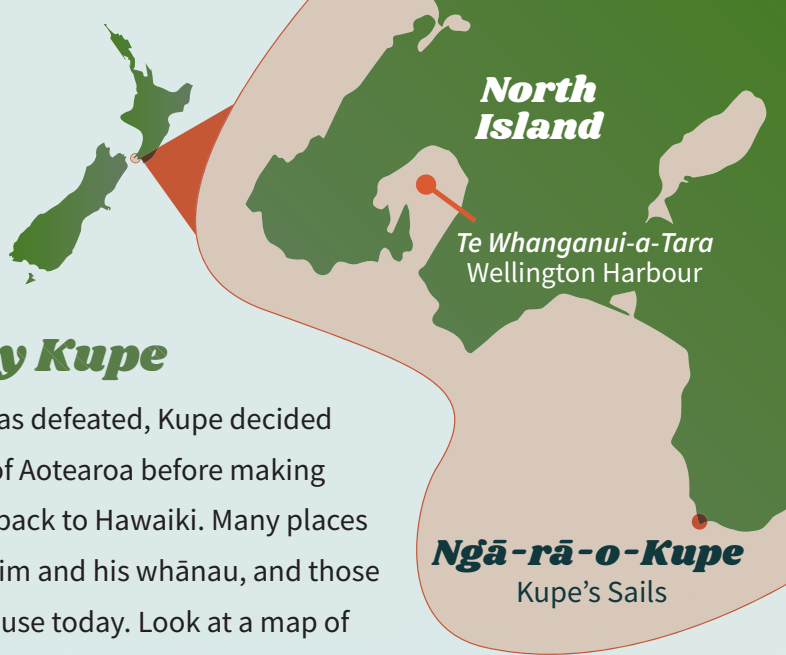 North
Island
Te Whanganui-a-Tara
Wellington Harbour
y Kupe
as defeated, Kupe decided
of Aotearoa before making
back to Hawaiki. Many places
im and his whānau, and those
use today. Look at a map of
Ngā-rā-o-Kupe
Kupe’s Sails